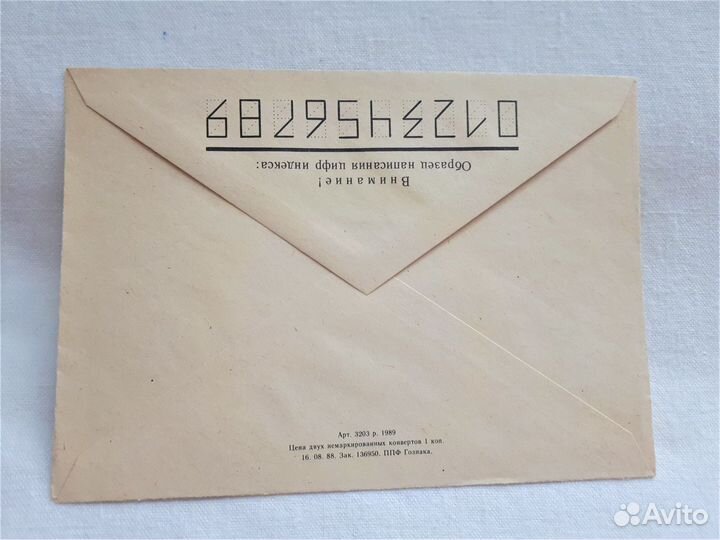 Внимание!
Образец написания цифр индекса:
0123456789
Арт. 3203 р. 1989
Цена двух немаркированных конвертов 1 коп.
16. 08. 88. Зак. 136950. ППФ Гознака.
Avito